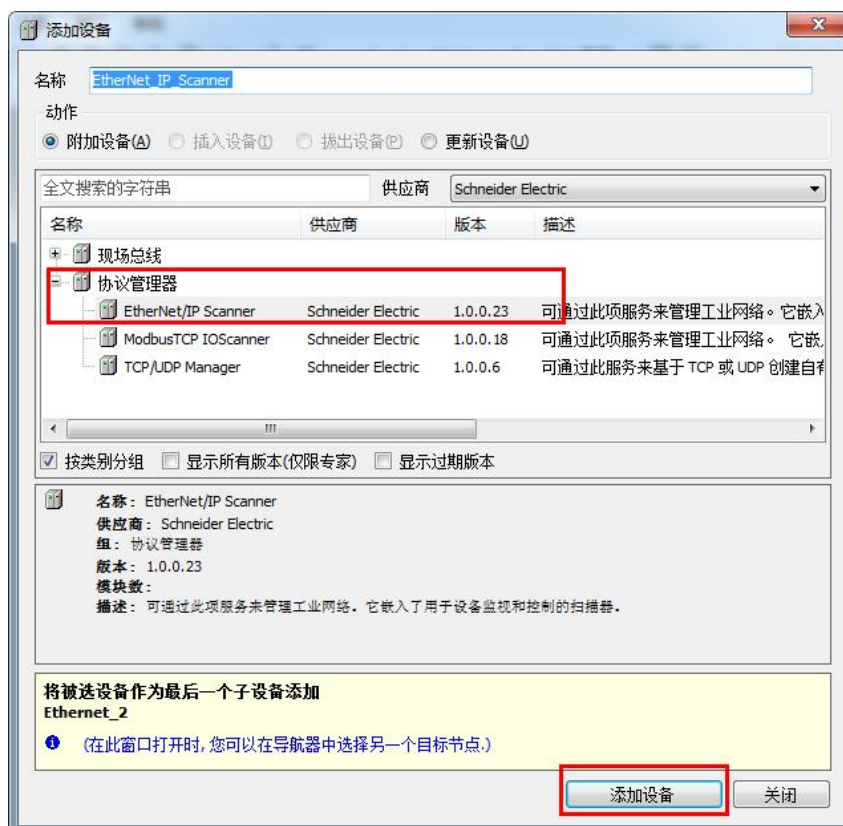 添加设备
名称 EtherNet_IP_Scanner
动作
附加设备(A) 插入设备(I) 拔出设备(P) 更新设备(U)
全文搜索的字符串 供应商 Schneider Electric
名称 供应商 版本 描述
现场总线
协议管理器
EtherNet/IP Scanner Schneider Electric 1.0.0.23 可通过此项服务来管理工业网络。它嵌入
ModbusTCP IOScanner Schneider Electric 1.0.0.18 可通过此项服务来管理工业网络。 它嵌
TCP/UDP Manager Schneider Electric 1.0.0.6 可通过此服务来基于 TCP 或 UDP 创建自
按类别分组 显示所有版本(仅限专家) 显示过期版本
名称: EtherNet/IP Scanner
供应商: Schneider Electric
组: 协议管理器
版本: 1.0.0.23
模块数:
描述: 可通过此项服务来管理工业网络. 它嵌入了用于设备监视和控制的扫描器.
将被选设备作为最后一个子设备添加
Ethernet_2
(在此窗口打开时, 您可以在导航器中选择另一个目标节点.)
添加设备 关闭